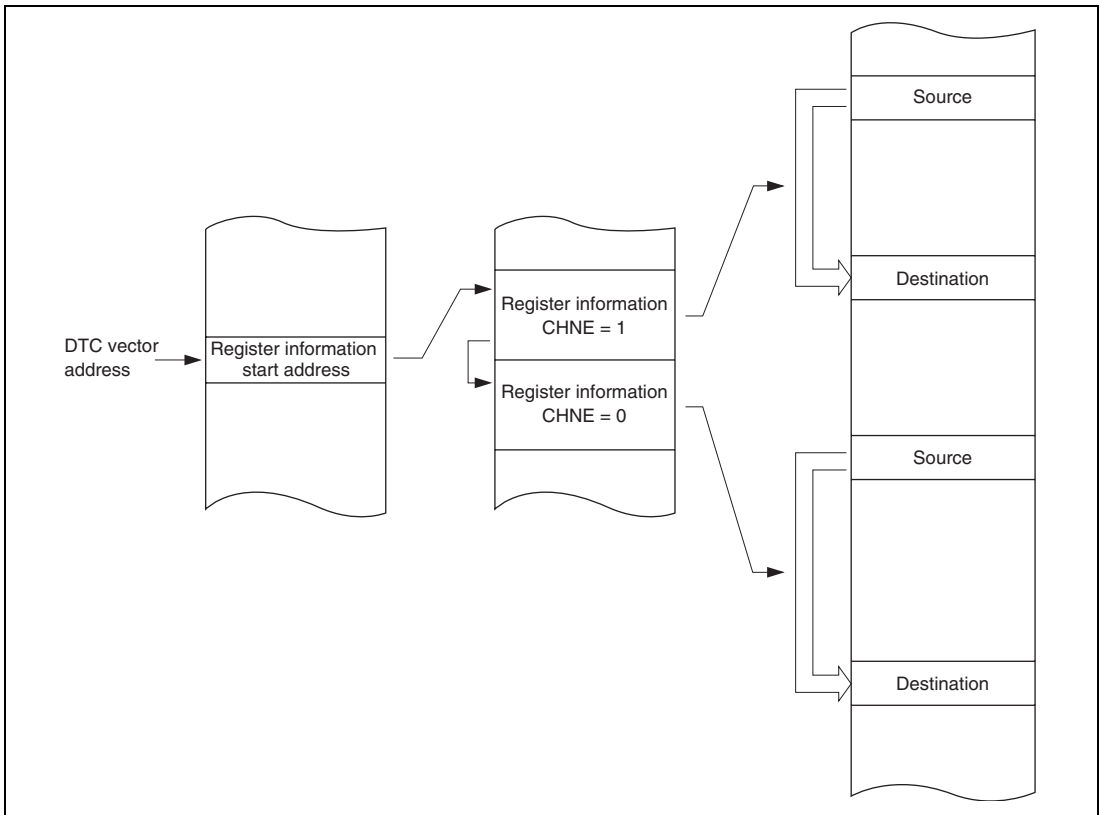 DTC vector
address
Register information
start address
Register information
CHNE = 1
Register information
CHNE = 0
Source
Destination
Source
Destination